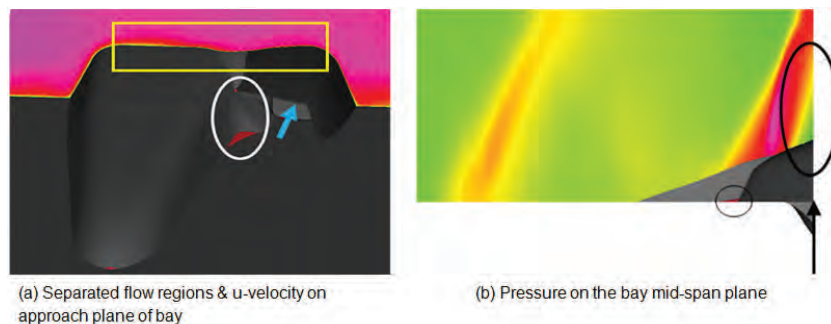 (a) Separated flow regions & u-velocity on
approach plane of bay
(b) Pressure on the bay mid-span plane